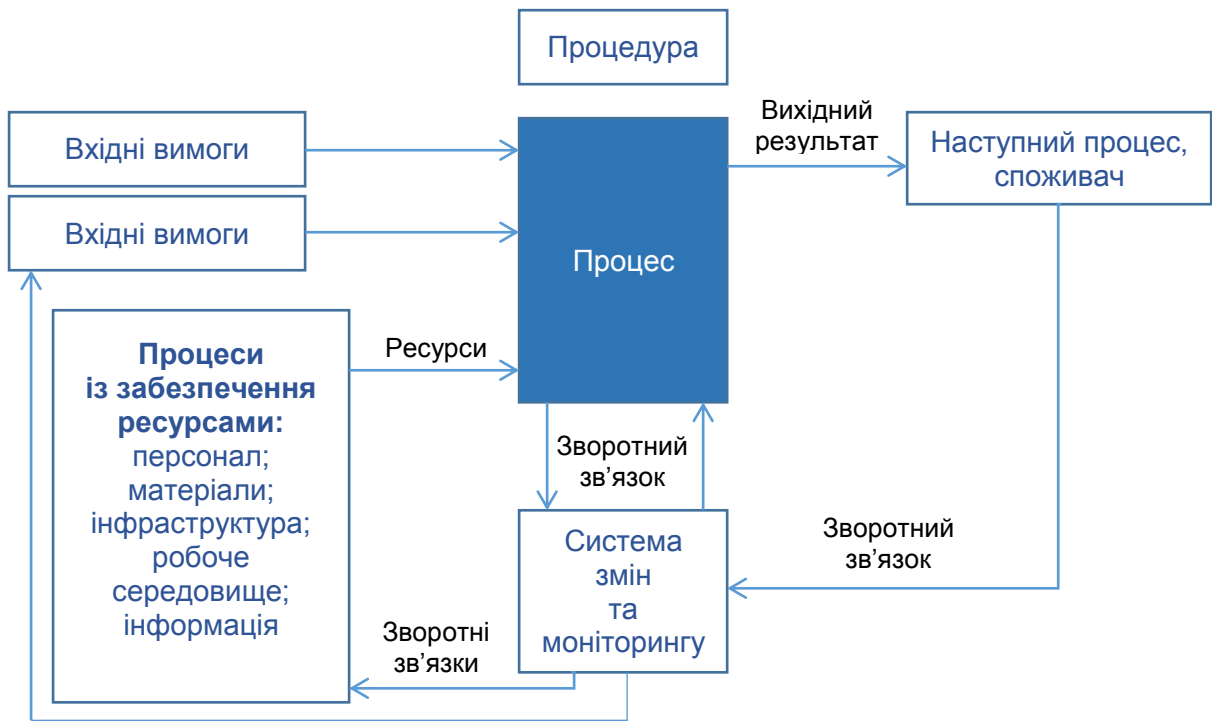 Процедура
Вхідні вимоги
Вхідні вимоги
Процес
Вихідний
результат
Наступний процес,
споживач
Процеси
із забезпечення
ресурсами:
персонал;
матеріали;
інфраструктура;
робоче
середовище;
інформація
Ресурси
Зворотний
зв’язок
Система
змін
та
моніторингу
Зворотний
зв’язок
Зворотні
зв’язки